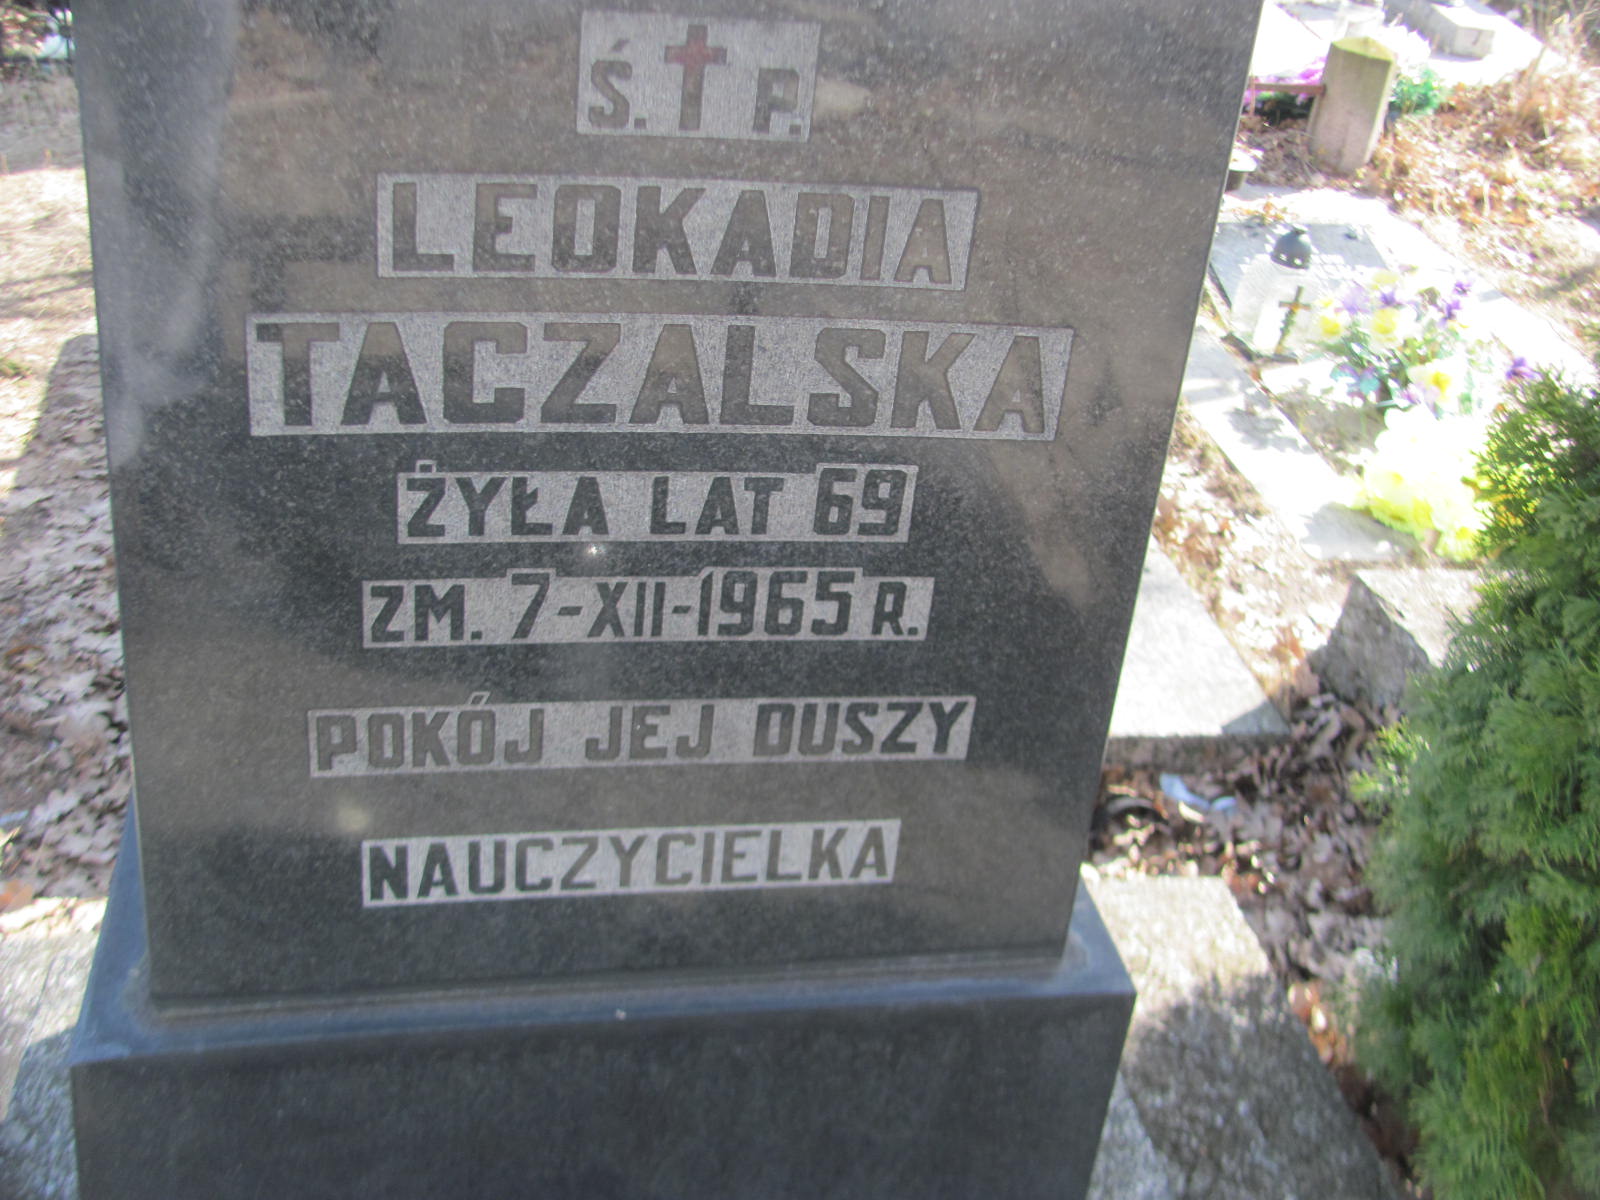 Ś. P.
LEOKADIA
TACZALSKA
ŻYŁA LAT 69
ZM. 7-XII-1965 R.
POKÓJ JEJ DUSZY
NAUCZYCIELKA